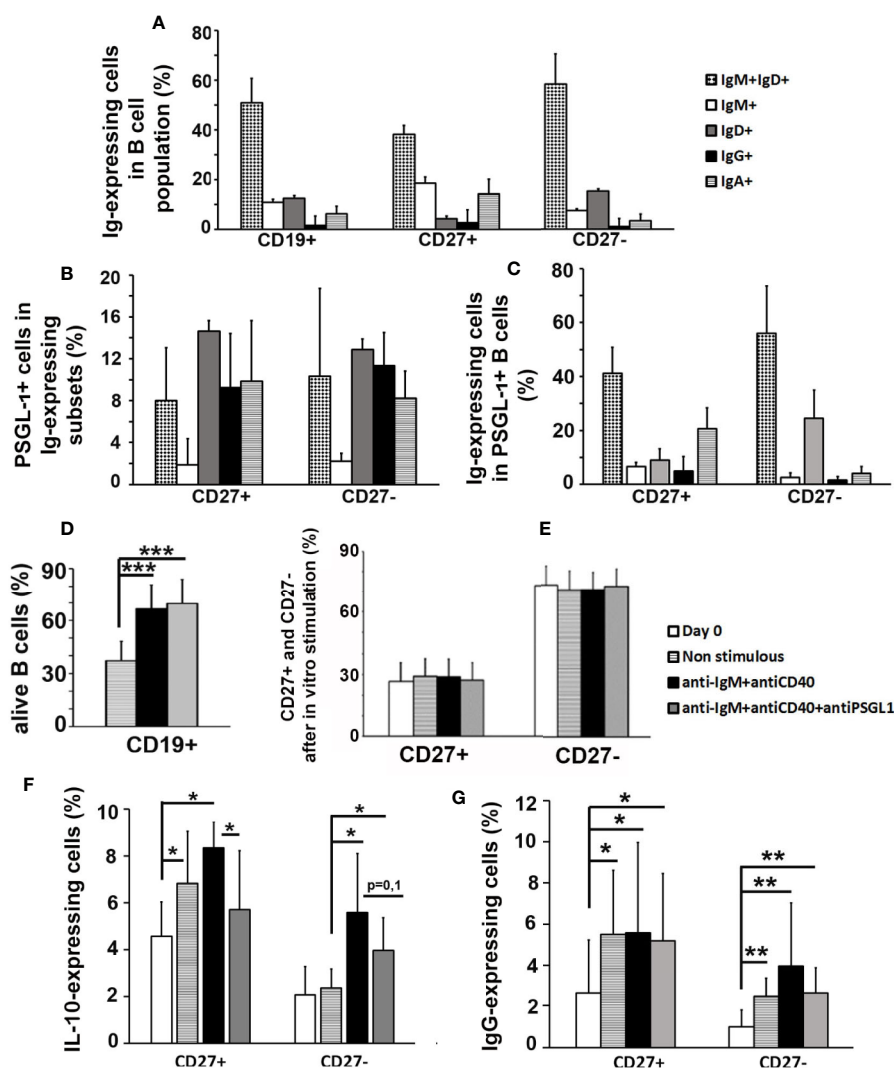 A
Ig-expressing cells
in B cell
population (%)
80
60
40
20
0
CD19+
CD27+
CD27-
IgM+IgD+
IgM+
IgD+
IgG+
IgA+
B
PSGL-1+ cells in
Ig-expressing
subsets (%)
20
16
12
8
4
0
CD27+
CD27-
C
Ig-expressing cells
in PSGL-1+ B cells
(%)
80
60
40
20
0
CD27+
CD27-
D
alive B cells (%)
90
60
30
0
***
***
CD19+
E
CD27+ and CD27-
after in vitro stimulation (%)
90
60
30
0
CD27+
CD27-
Day 0
Non stimulous
anti-IgM+antiCD40
anti-IgM+antiCD40+antiPSGL1
F
IL-10-expressing cells (%)
10
8
6
4
2
0
*
*
*
*
*
p=0,1
CD27+
CD27-
G
IgG-expressing cells (%)
12
10
8
6
4
2
0
*
*
*
**
**
**
CD27+
CD27-